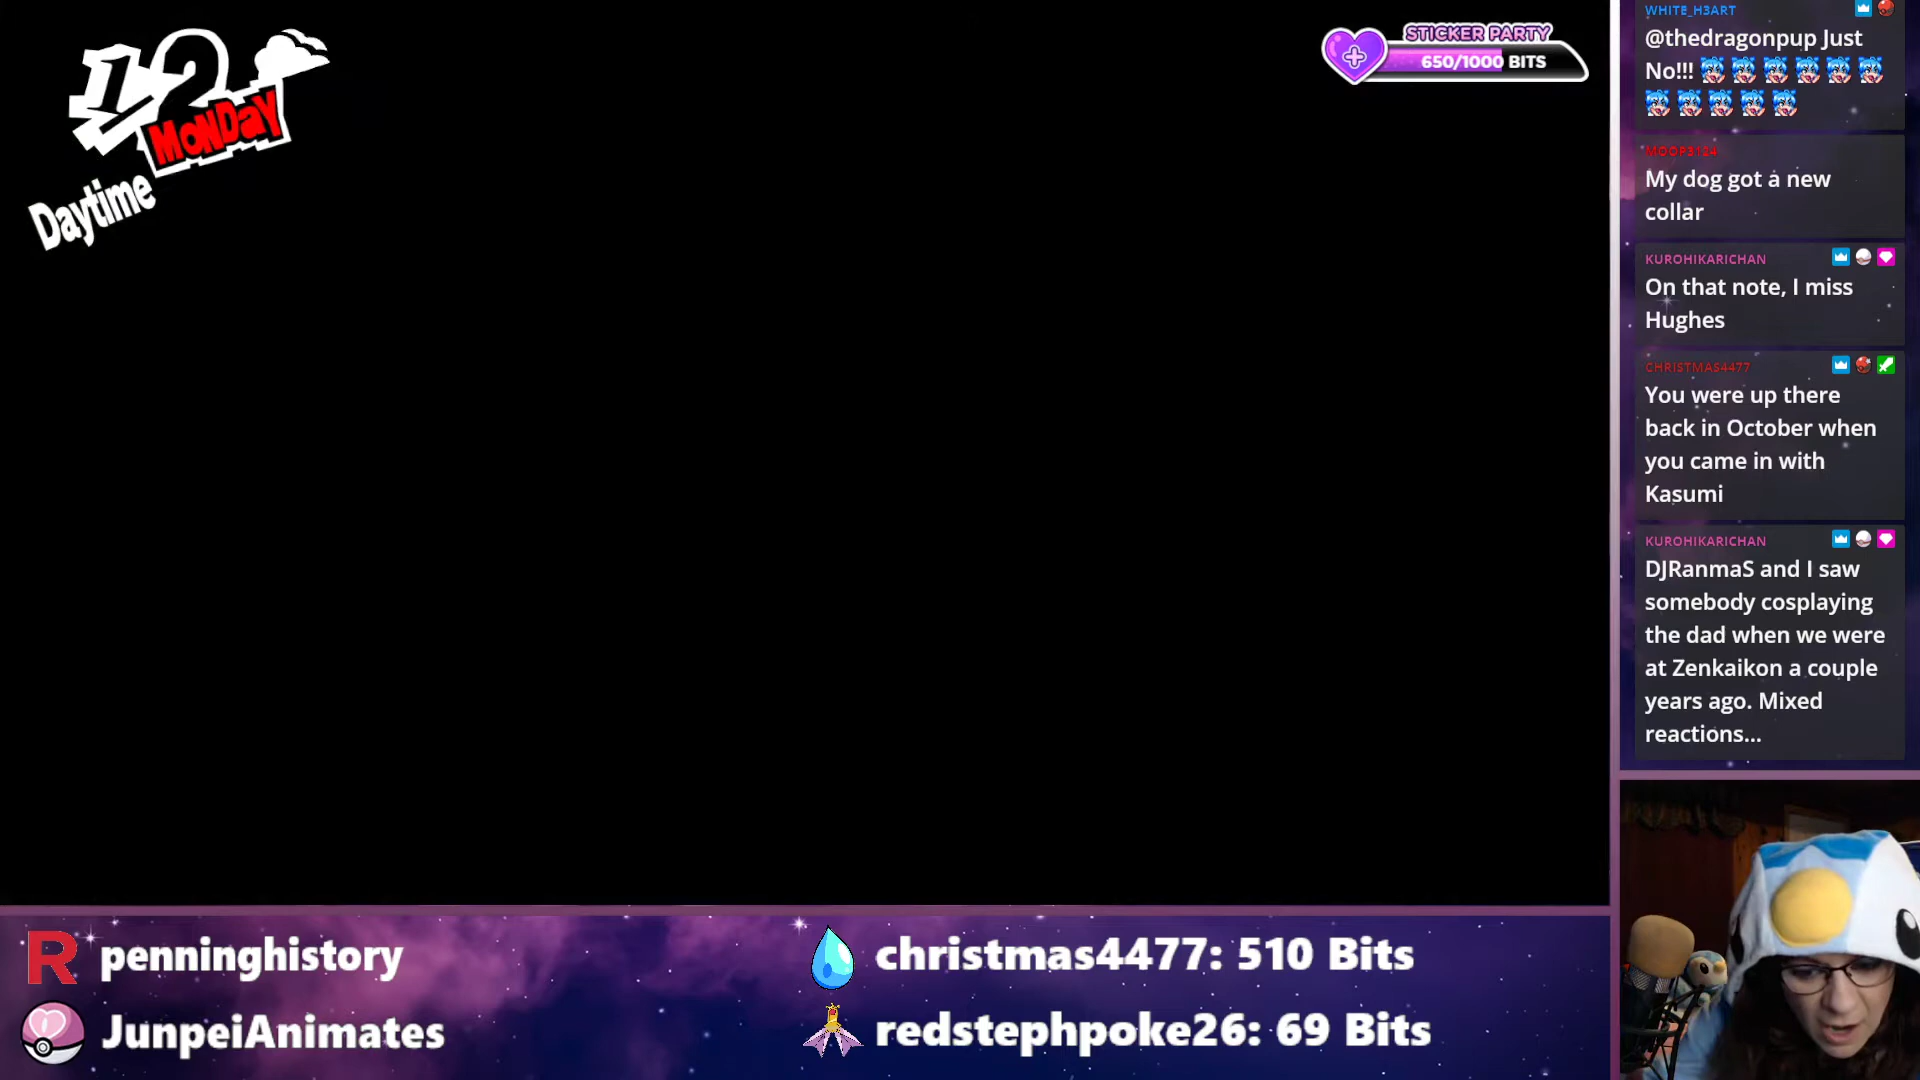 12
MONDAY
Daytime
STICKER PARTY
650/1000 BITS
WHITE_H3ART
@thedragonpup Just
No!!!
MOOP3124
My dog got a new
collar
KUROHIKARICHAN
On that note, I miss
Hughes
CHRISTMAS4477
You were up there
back in October when
you came in with
Kasumi
KUROHIKARICHAN
DJRanmaS and I saw
somebody cosplaying
the dad when we were
at Zenkaikon a couple
years ago. Mixed
reactions...
R penninghistory
JunpeiAnimates
christmas4477: 510 Bits
redstephpoke26: 69 Bits